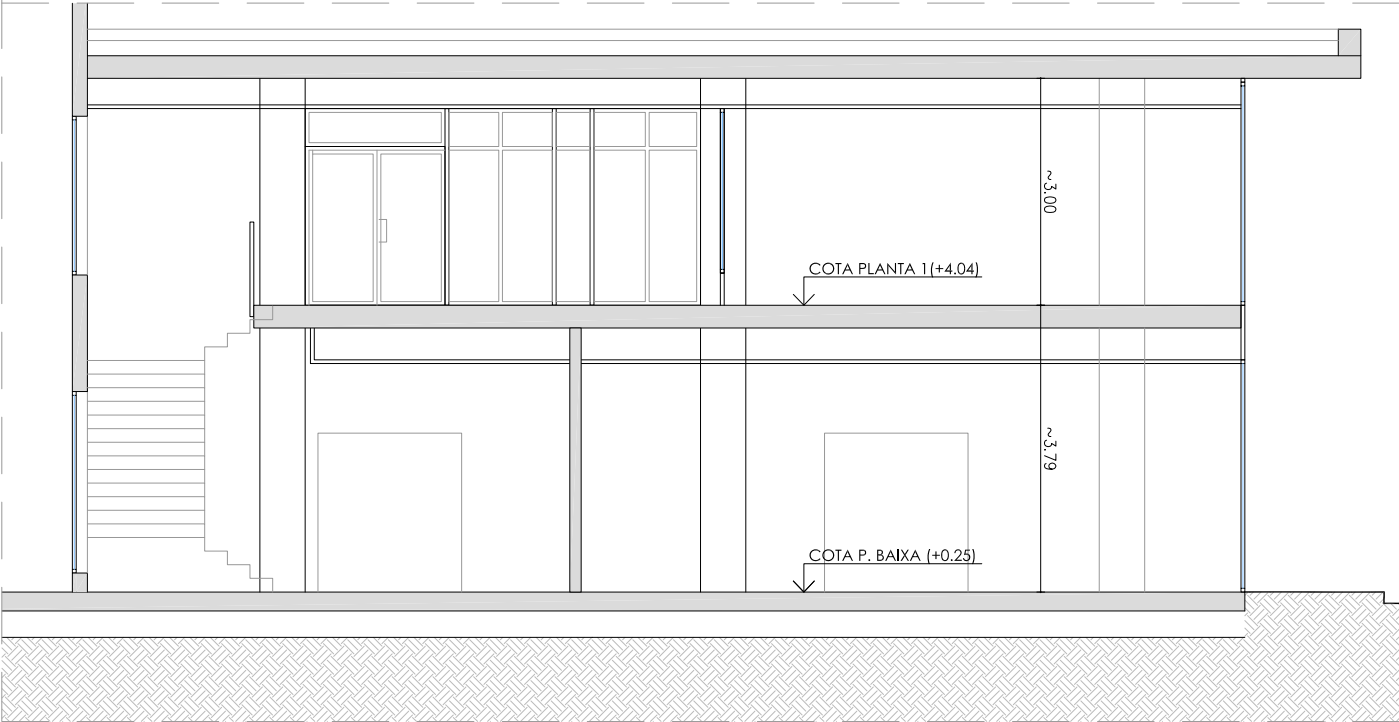 ~3.00
COTA PLANTA 1(+4.04)
~3.79
COTA P. BAIXA (+0.25)